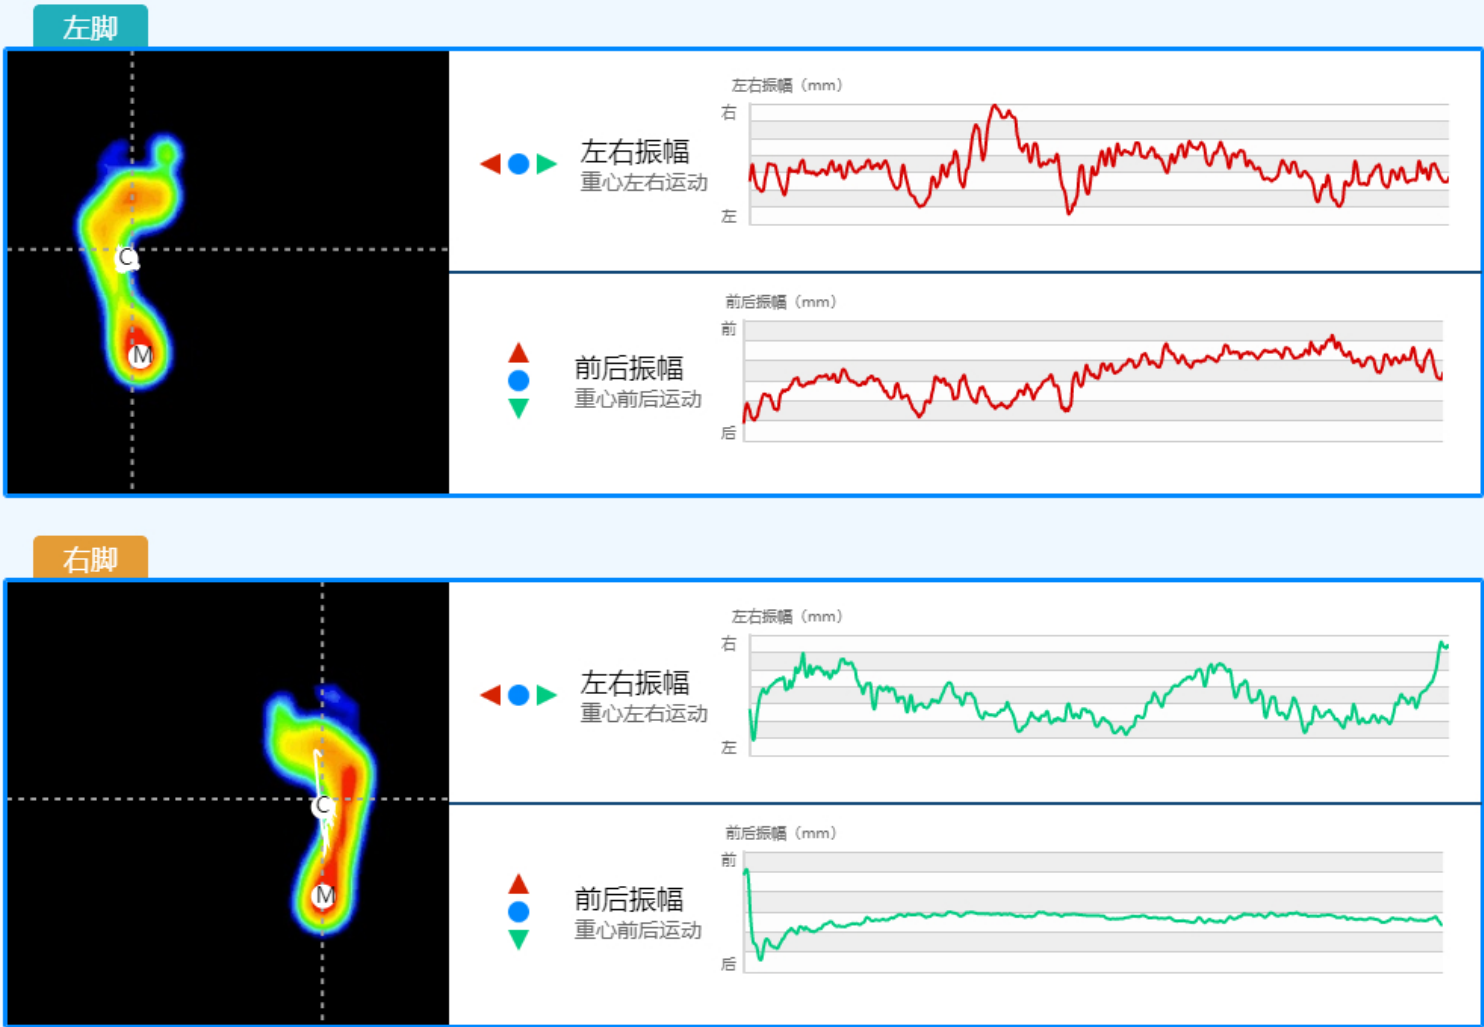 左脚
C
M
左右振幅
重心左右运动
左右振幅（mm）
右
左
前后振幅
重心前后运动
前后振幅（mm）
前
后
右脚
C
M
左右振幅
重心左右运动
左右振幅（mm）
右
左
前后振幅
重心前后运动
前后振幅（mm）
前
后